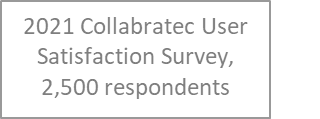 2021 Collabratec User
Satisfaction Survey,
2,500 respondents